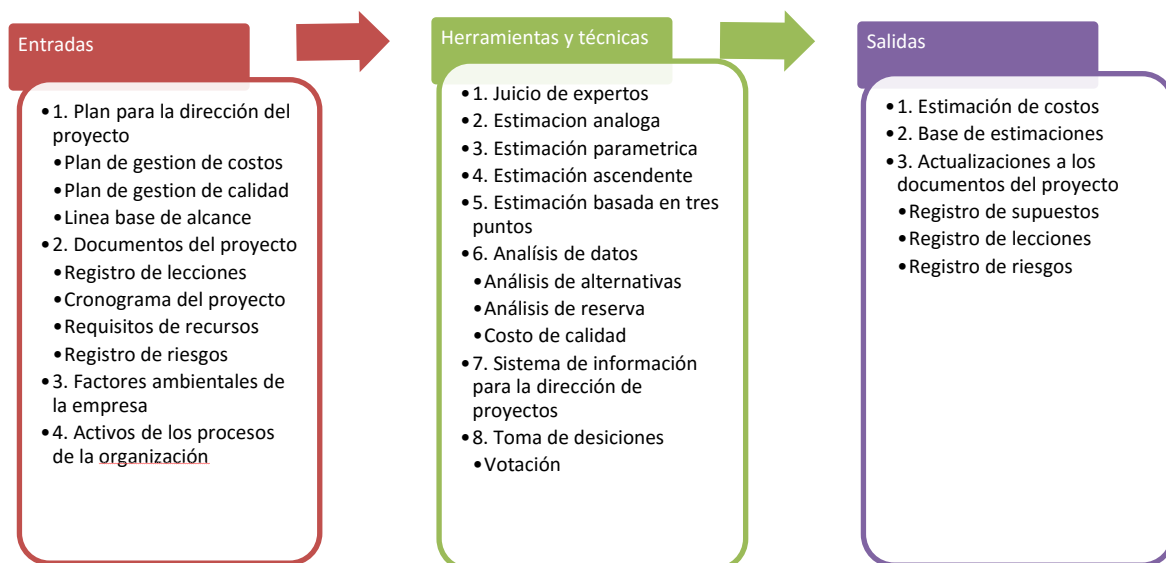 Entradas
•1. Plan para la dirección del
proyecto
•Plan de gestion de costos
•Plan de gestion de calidad
•Linea base de alcance
•2. Documentos del proyecto
•Registro de lecciones
•Cronograma del proyecto
•Requisitos de recursos
•Registro de riesgos
•3. Factores ambientales de
la empresa
•4. Activos de los procesos
de la organización
Herramientas y técnicas
•1. Juicio de expertos
•2. Estimacion analoga
•3. Estimación parametrica
•4. Estimación ascendente
•5. Estimación basada en tres
puntos
•6. Analísis de datos
•Análisis de alternativas
•Análisis de reserva
•Costo de calidad
•7. Sistema de información
para la dirección de
proyectos
•8. Toma de desiciones
•Votación
Salidas
•1. Estimación de costos
•2. Base de estimaciones
•3. Actualizaciones a los
documentos del proyecto
•Registro de supuestos
•Registro de lecciones
•Registro de riesgos